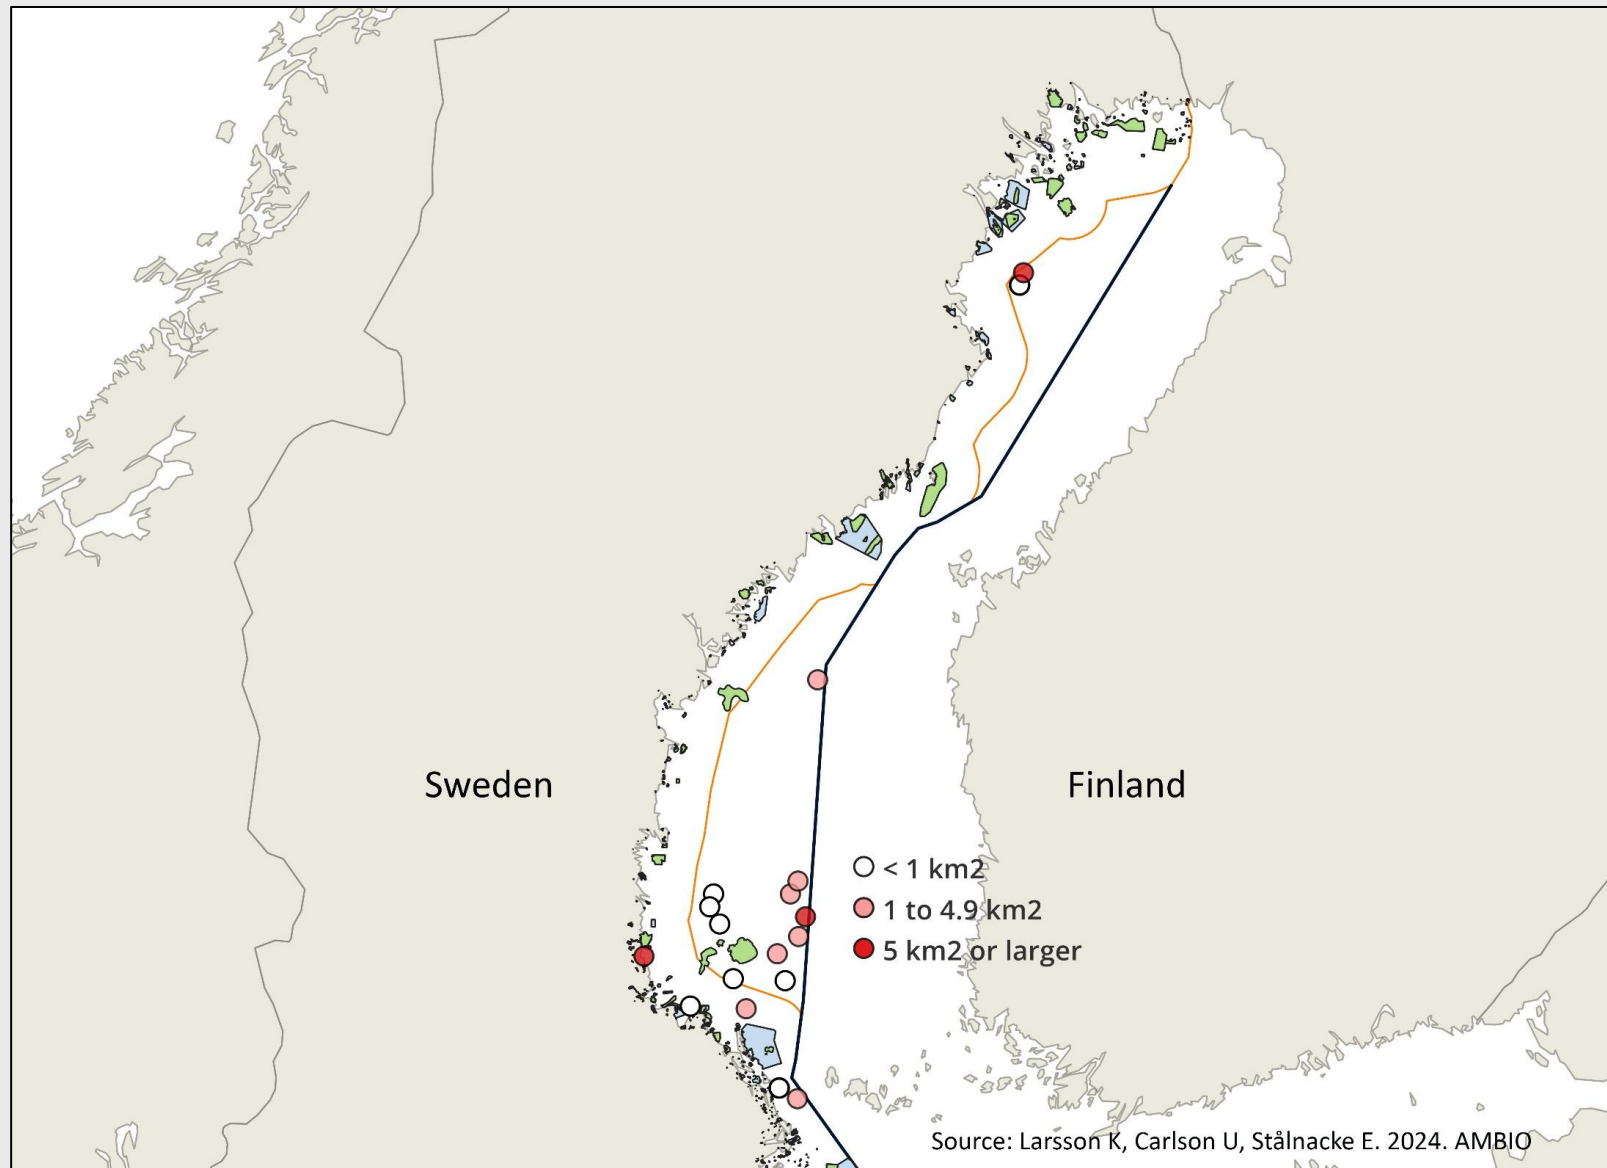 Sweden
Finland
< 1 km2
1 to 4.9 km2
5 km2 or larger
Source: Larsson K, Carlson U, Stålnacke E. 2024. AMBIO